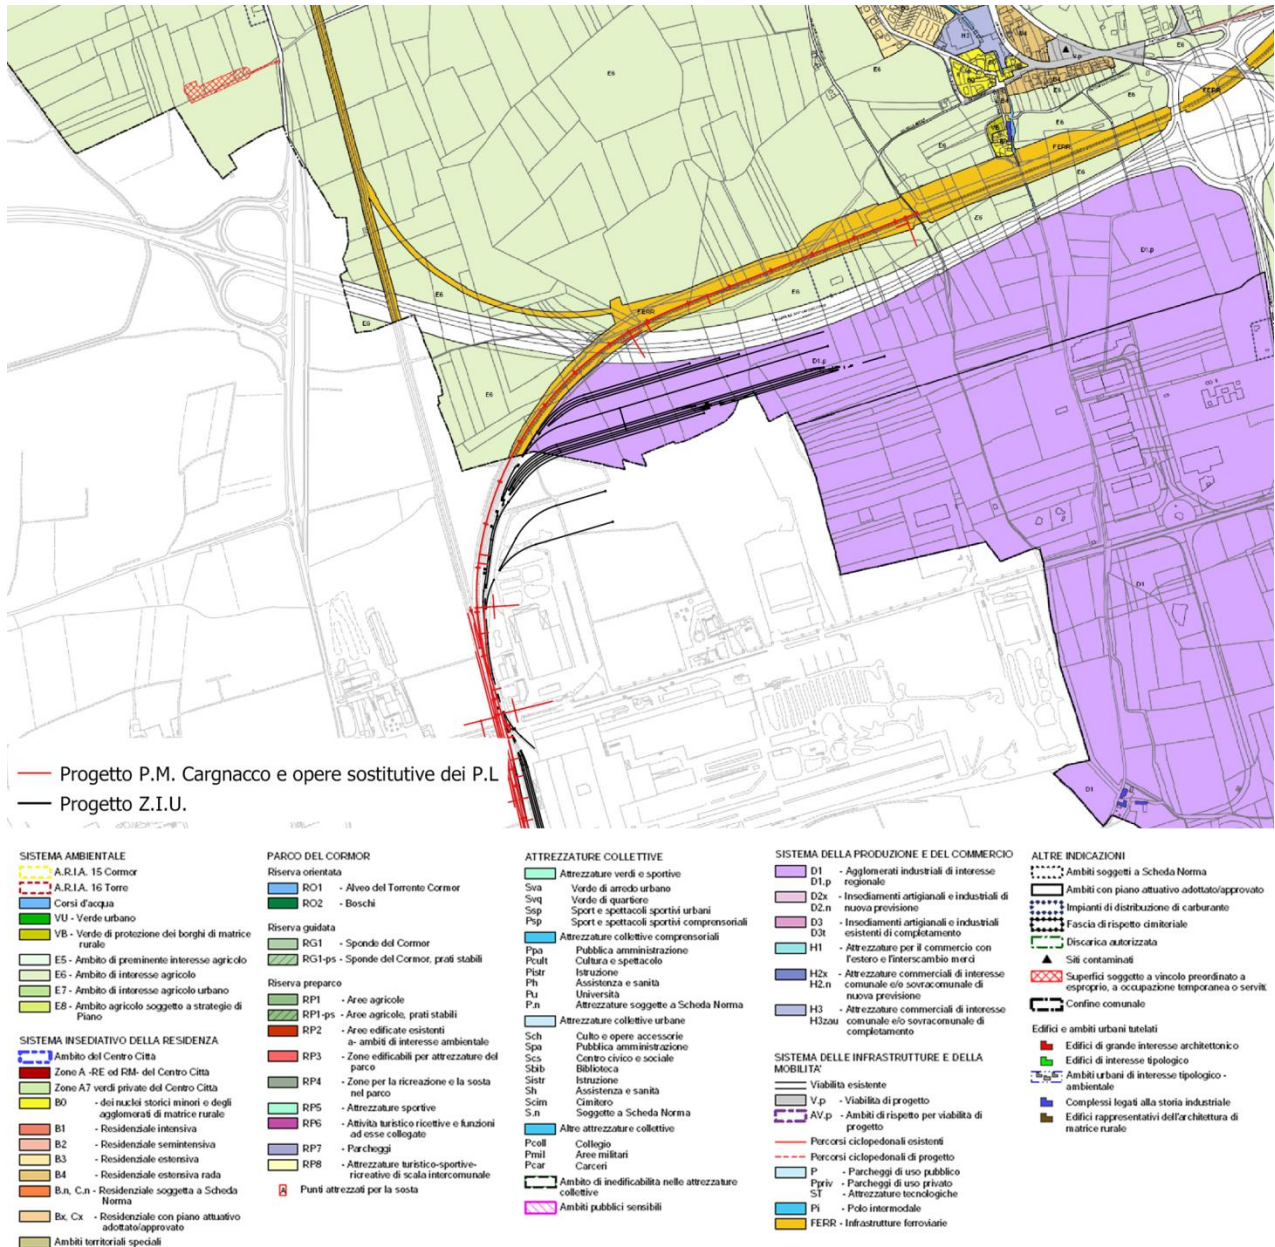 E6
E6
E6
E6
E6
E6
E6
E6
E6
H3
B4
B4
V.p
FERR
FERR
FERR
D1.p
D1.p
D1
D1
Progetto P.M. Cargnacco e opere sostitutive dei P.L
Progetto Z.I.U.
SISTEMA AMBIENTALE
A.R.I.A. 15 Cormor
A.R.I.A. 16 Torre
Corsi d'acqua
VU - Verde urbano
VB - Verde di protezione dei borghi di matrice
rurale
E5 - Ambito di preminente interesse agricolo
E6 - Ambito di interesse agricolo
E7 - Ambito di interesse agricolo urbano
E8 - Ambito agricolo soggetto a strategie di
Piano
SISTEMA INSEDIATIVO DELLA RESIDENZA
Ambito del Centro Città
Zone A -RE ed RM- del Centro Città
Zone A7 verdi private del Centro Città
B0 - dei nuclei storici minori e degli
agglomerati di matrice rurale
B1 - Residenziale intensiva
B2 - Residenziale semintensiva
B3 - Residenziale estensiva
B4 - Residenziale estensiva rada
B.n, C.n - Residenziale soggetta a Scheda
Norma
Bx, Cx - Residenziale con piano attuativo
adottato/approvato
Ambiti territoriali speciali
PARCO DEL CORMOR
Riserva orientata
RO1 - Alveo del Torrente Cormor
RO2 - Boschi
Riserva guidata
RG1 - Sponde del Cormor
RG1-ps - Sponde del Cormor, prati stabili
Riserva preparco
RP1 - Aree agricole
RP1-ps - Aree agricole, prati stabili
RP2 - Aree edificate esistenti
a- ambiti di interesse ambientale
RP3 - Zone edificabili per attrezzature del
parco
RP4 - Zone per la ricreazione e la sosta
nel parco
RP5 - Attrezzature sportive
RP6 - Attivita turistico ricettive e funzioni
ad esse collegate
RP7 - Parcheggi
RP8 - Attrezzature turistico-sportive-
ricreative di scala intercomunale
A Punti attrezzati per la sosta
ATTREZZATURE COLLETTIVE
Attrezzature verdi e sportive
Sva Verde di arredo urbano
Svq Verde di quartiere
Ssp Sport e spettacoli sportivi urbani
Psp Sport e spettacoli sportivi comprensoriali
Attrezzature collettive comprensoriali
Ppa Pubblica amministrazione
Pcult Cultura e spettacolo
Pistr Istruzione
Ph Assistenza e sanità
Pu Università
P.n Attrezzature soggette a Scheda Norma
Attrezzature collettive urbane
Sch Culto e opere accessorie
Spa Pubblica amministrazione
Scs Centro civico e sociale
Sbib Biblioteca
Sistr Istruzione
Sh Assistenza e sanità
Scim Cimitero
S.n Soggette a Scheda Norma
Altre attrezzature collettive
Pcoll Collegio
Pmil Aree militari
Pcar Carceri
Ambito di inedificabilità nelle attrezzature
collettive
Ambiti pubblici sensibili
SISTEMA DELLA PRODUZIONE E DEL COMMERCIO
D1 - Agglomerati industriali di interesse
D1.p regionale
D2x - Insediamenti artigianali e industriali di
D2.n nuova previsione
D3 - Insediamenti artigianali e industriali
D3t esistenti di completamento
H1 - Attrezzature per il commercio con
l'estero e l'interscambio merci
H2x - Attrezzature commerciali di interesse
H2.n comunale e/o sovracomunale di
nuova previsione
H3 - Attrezzature commerciali di interesse
H3zau comunale e/o sovracomunale di
completamento
SISTEMA DELLE INFRASTRUTTURE E DELLA
MOBILITA'
Viabilità esistente
V.p - Viabilità di progetto
AV.p - Ambiti di rispetto per viabilità di
progetto
Percorsi ciclopedonali esistenti
Percorsi ciclopedonali di progetto
P - Parcheggi di uso pubblico
Ppriv - Parcheggi di uso privato
ST - Attrezzature tecnologiche
Pi - Polo intermodale
FERR - Infrastrutture ferroviarie
ALTRE INDICAZIONI
Ambiti soggetti a Scheda Norma
Ambiti con piano attuativo adottato/approvato
Impianti di distribuzione di carburante
Fascia di rispetto cimiteriale
Discarica autorizzata
Siti contaminati
Superfici soggette a vincolo preordinato a
esproprio, a occupazione temporanea o servitù
Confine comunale
Edifici e ambiti urbani tutelati
Edifici di grande interesse architettonico
Edifici di interesse tipologico
Ambiti urbani di interesse tipologico -
ambientale
Complessi legati alla storia industriale
Edifici rappresentativi dell'architettura di
matrice rurale